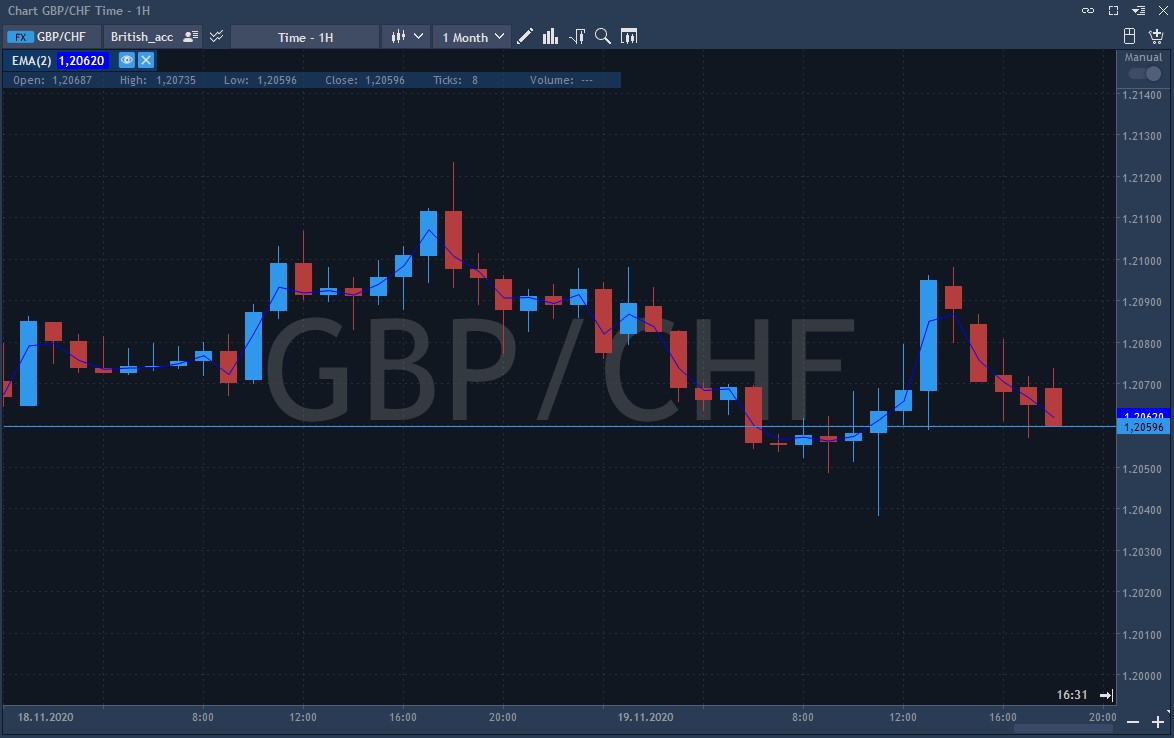 Chart GBP/CHF Time - 1H
FX GBP/CHF British_acc Time - 1H 1 Month
EMA(2) 1,20620
Open: 1,20687 High: 1,20735 Low: 1,20596 Close: 1,20596 Ticks: 8 Volume: ---
Manual
GBP/CHF
1.21400
1.21300
1.21200
1.21100
1.21000
1.20900
1.20800
1.20700
1,20620
1,20596
1.20500
1.20400
1.20300
1.20200
1.20100
1.20000
16:31
18.11.2020 8:00 12:00 16:00 20:00 19.11.2020 8:00 12:00 16:00 20:00